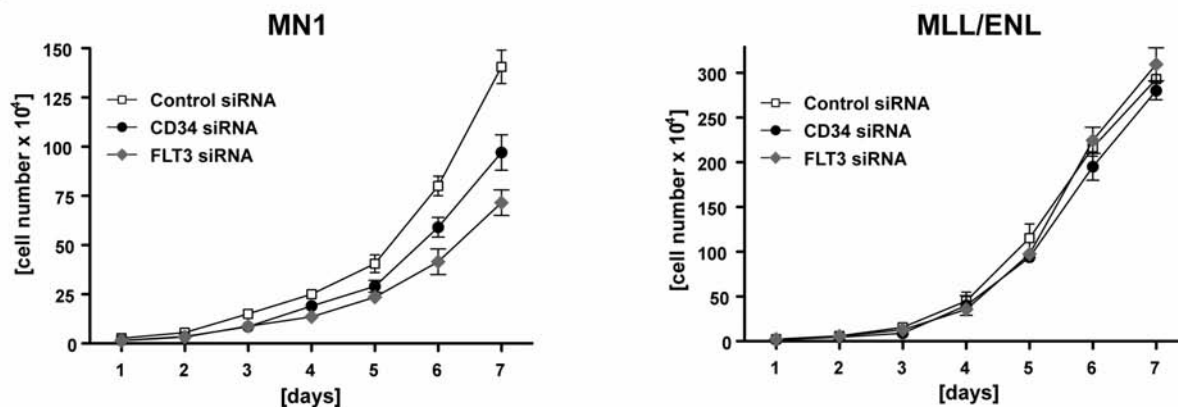 MN1
150
125
100
75
50
25
0
[cell number x 10⁴]
Control siRNA
CD34 siRNA
FLT3 siRNA
1 2 3 4 5 6 7
[days]
MLL/ENL
300
250
200
150
100
50
0
[cell number x 10⁴]
Control siRNA
CD34 siRNA
FLT3 siRNA
1 2 3 4 5 6 7
[days]